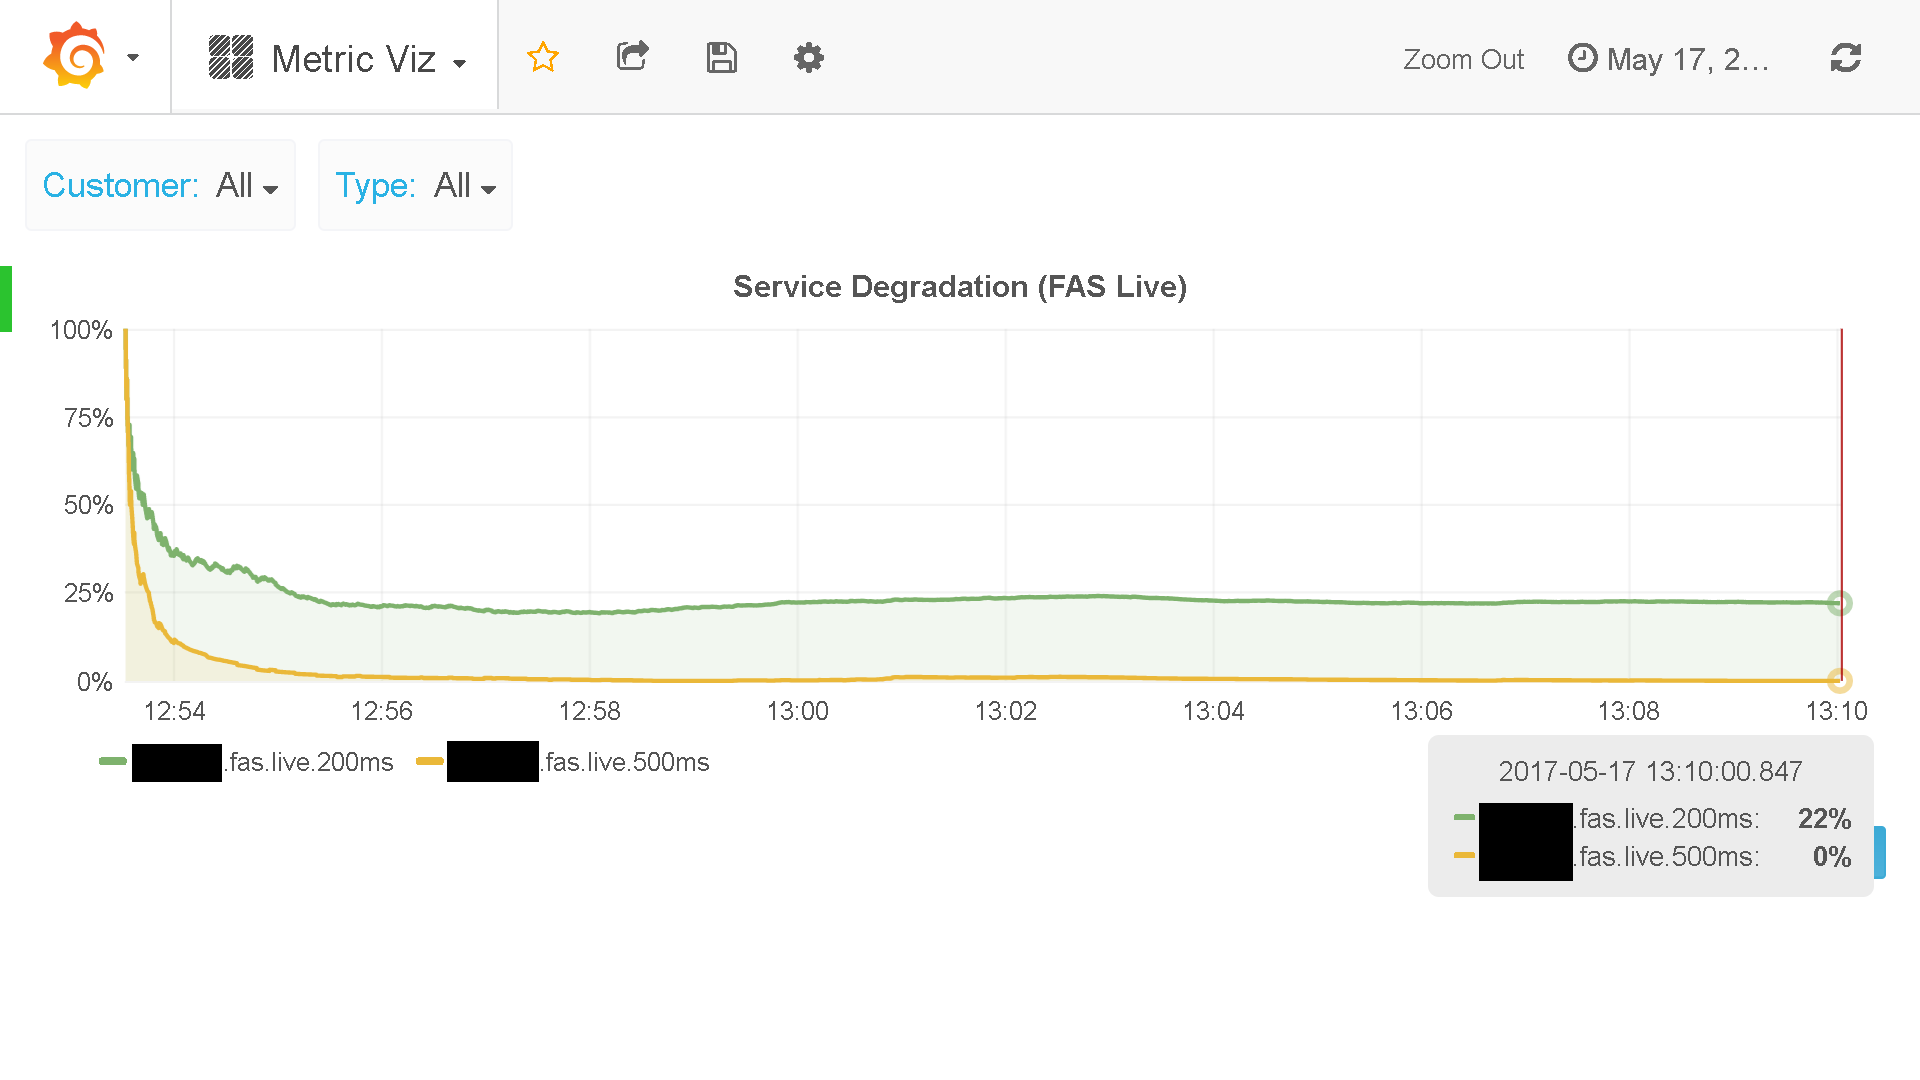 Metric Viz
Zoom Out
May 17, 2...
Customer: All
Type: All
Service Degradation (FAS Live)
100%
75%
50%
25%
0%
12:54 12:56 12:58 13:00 13:02 13:04 13:06 13:08 13:10
.fas.live.200ms .fas.live.500ms
2017-05-17 13:10:00.847
.fas.live.200ms: 22%
.fas.live.500ms: 0%